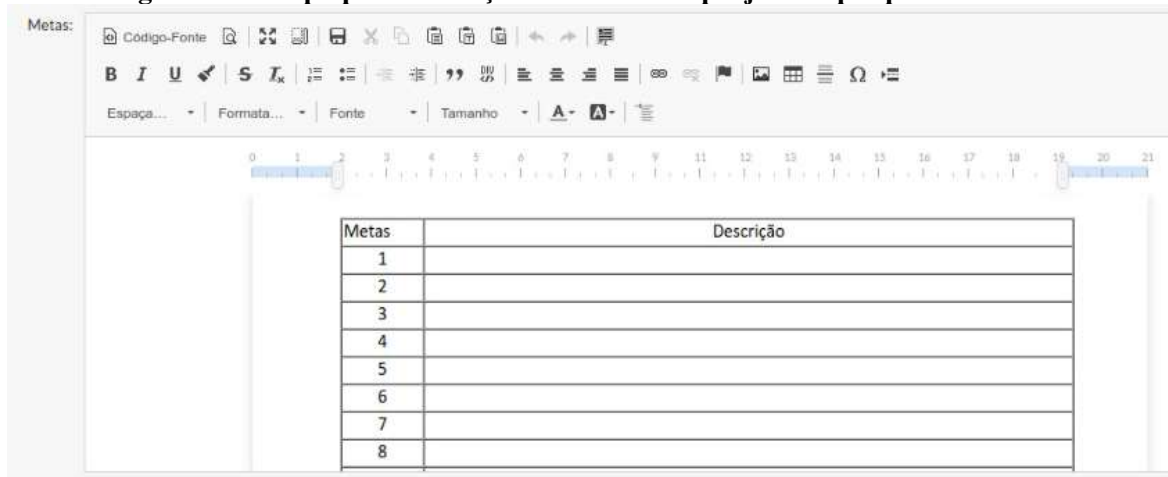 Metas:
Código-Fonte
B I U S Tx
Espaça... Formata... Fonte Tamanho A A
0 1 2 3 4 5 6 7 8 9 11 12 13 14 15 16 17 18 19 20 21
Metas Descrição
1
2
3
4
5
6
7
8